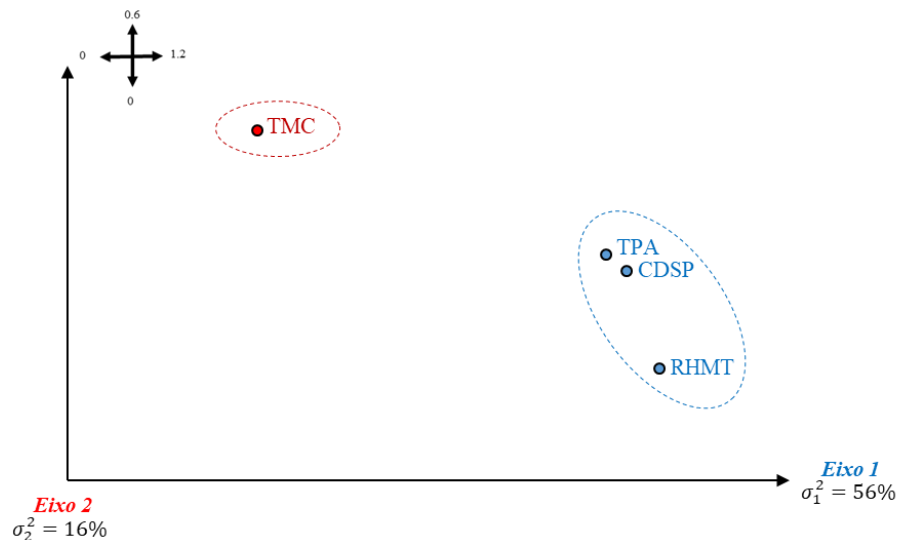 0.6
0
1.2
0
TMC
TPA
CDSP
RHMT
Eixo 1
σ₁² = 56%
Eixo 2
σ₂² = 16%